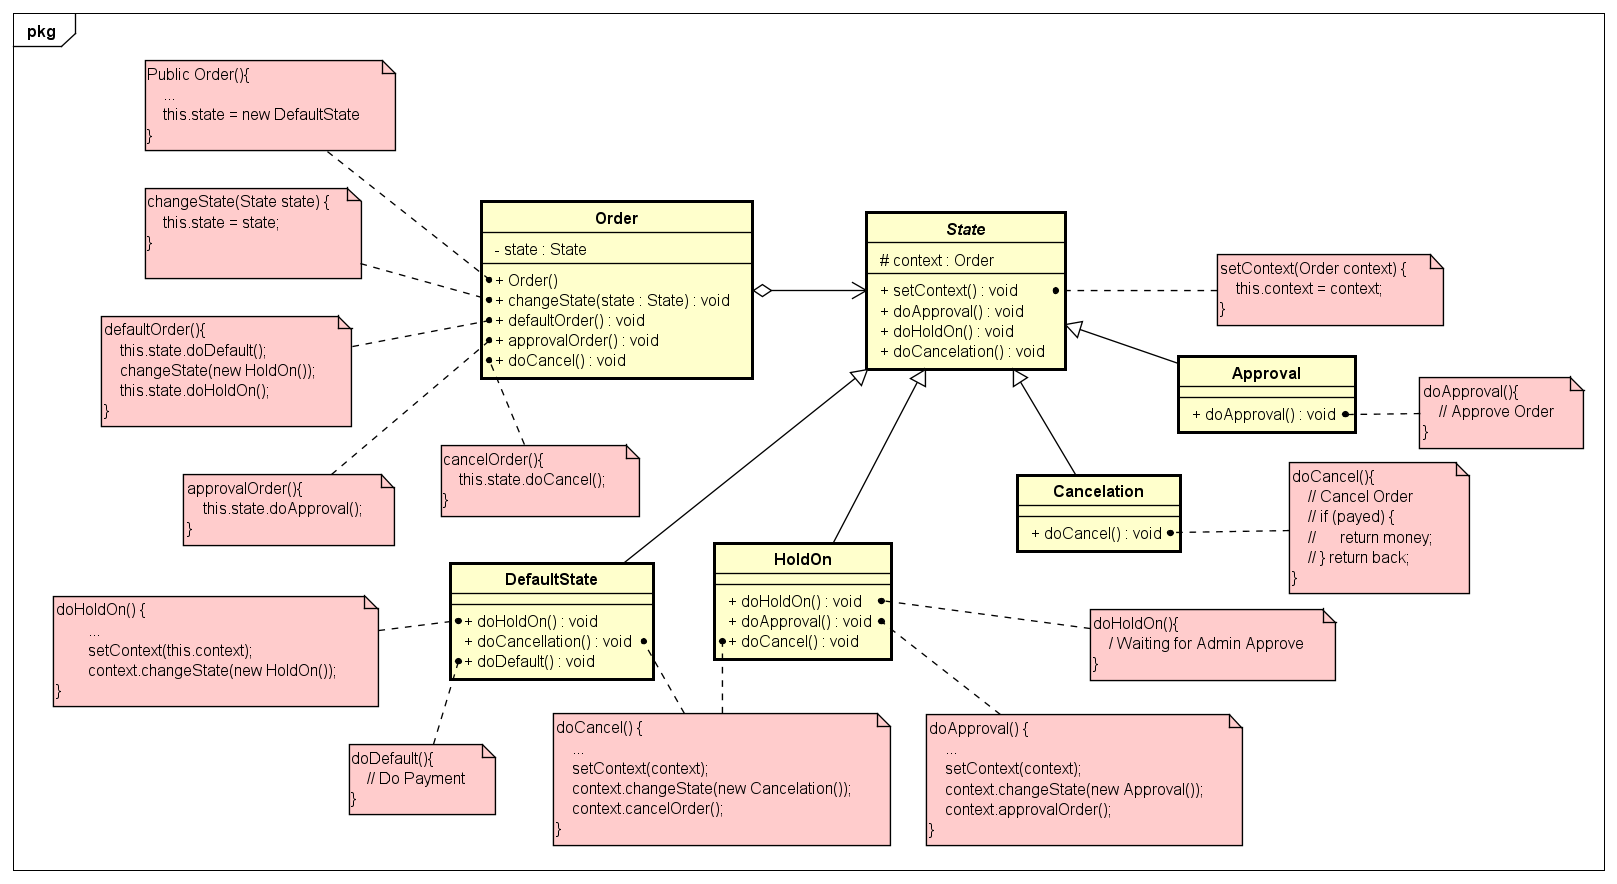 pkg
Public Order(){
...
this.state = new DefaultState
}
changeState(State state) {
this.state = state;
}
defaultOrder(){
this.state.doDefault();
changeState(new HoldOn());
this.state.doHoldOn();
}
approvalOrder(){
this.state.doApproval();
}
cancelOrder(){
this.state.doCancel();
}
Order
- state : State
+ Order()
+ changeState(state : State) : void
+ defaultOrder() : void
+ approvalOrder() : void
+ doCancel() : void
State
# context : Order
+ setContext() : void
+ doApproval() : void
+ doHoldOn() : void
+ doCancelation() : void
setContext(Order context) {
this.context = context;
}
Approval
+ doApproval() : void
doApproval(){
// Approve Order
}
Cancelation
+ doCancel() : void
doCancel(){
// Cancel Order
// if (payed) {
// return money;
// } return back;
}
HoldOn
+ doHoldOn() : void
+ doApproval() : void
+ doCancel() : void
DefaultState
+ doHoldOn() : void
+ doCancellation() : void
+ doDefault() : void
doHoldOn() {
...
setContext(this.context);
context.changeState(new HoldOn());
}
doHoldOn(){
/ Waiting for Admin Approve
}
doDefault(){
// Do Payment
}
doCancel() {
...
setContext(context);
context.changeState(new Cancelation());
context.cancelOrder();
}
doApproval() {
...
setContext(context);
context.changeState(new Approval());
context.approvalOrder();
}